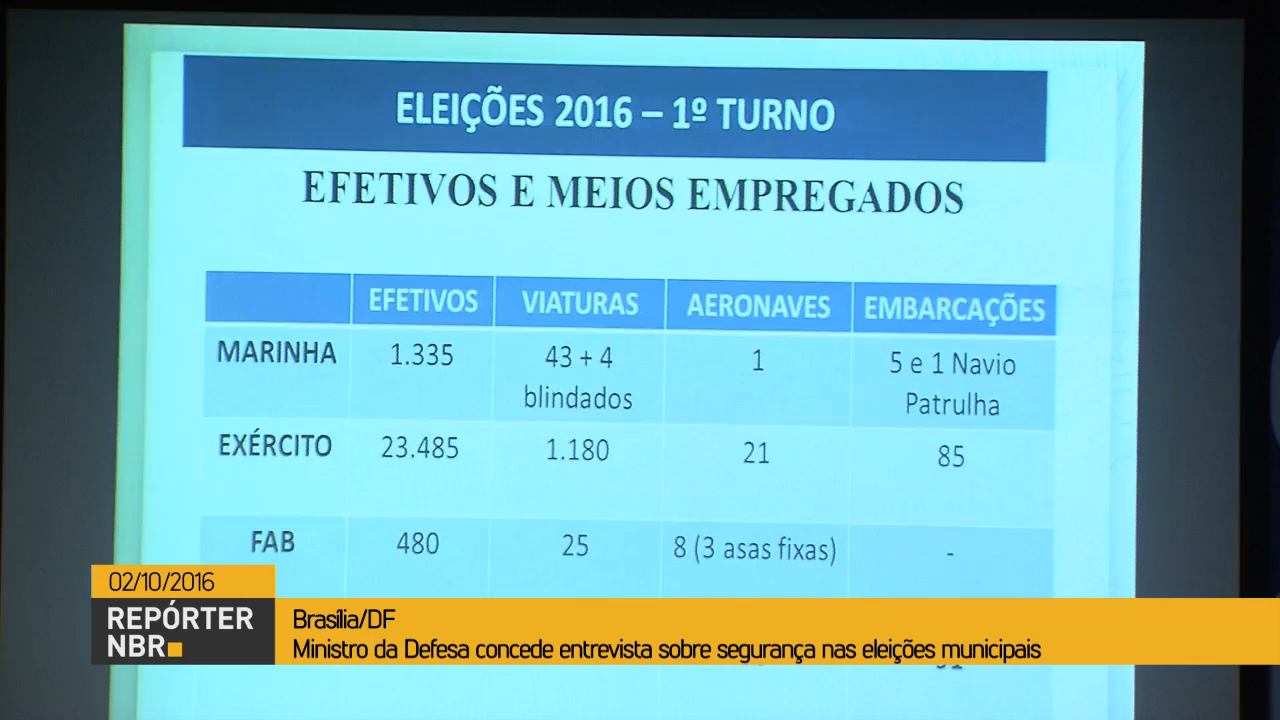 ELEIÇÕES 2016 – 1º TURNO
EFETIVOS E MEIOS EMPREGADOS
EFETIVOS VIATURAS AERONAVES EMBARCAÇÕES
MARINHA 1.335 43 + 4 blindados 1 5 e 1 Navio Patrulha
EXÉRCITO 23.485 1.180 21 85
FAB 480 25 8 (3 asas fixas) -
02/10/2016
REPÓRTER
NBR
Brasília/DF
Ministro da Defesa concede entrevista sobre segurança nas eleições municipais